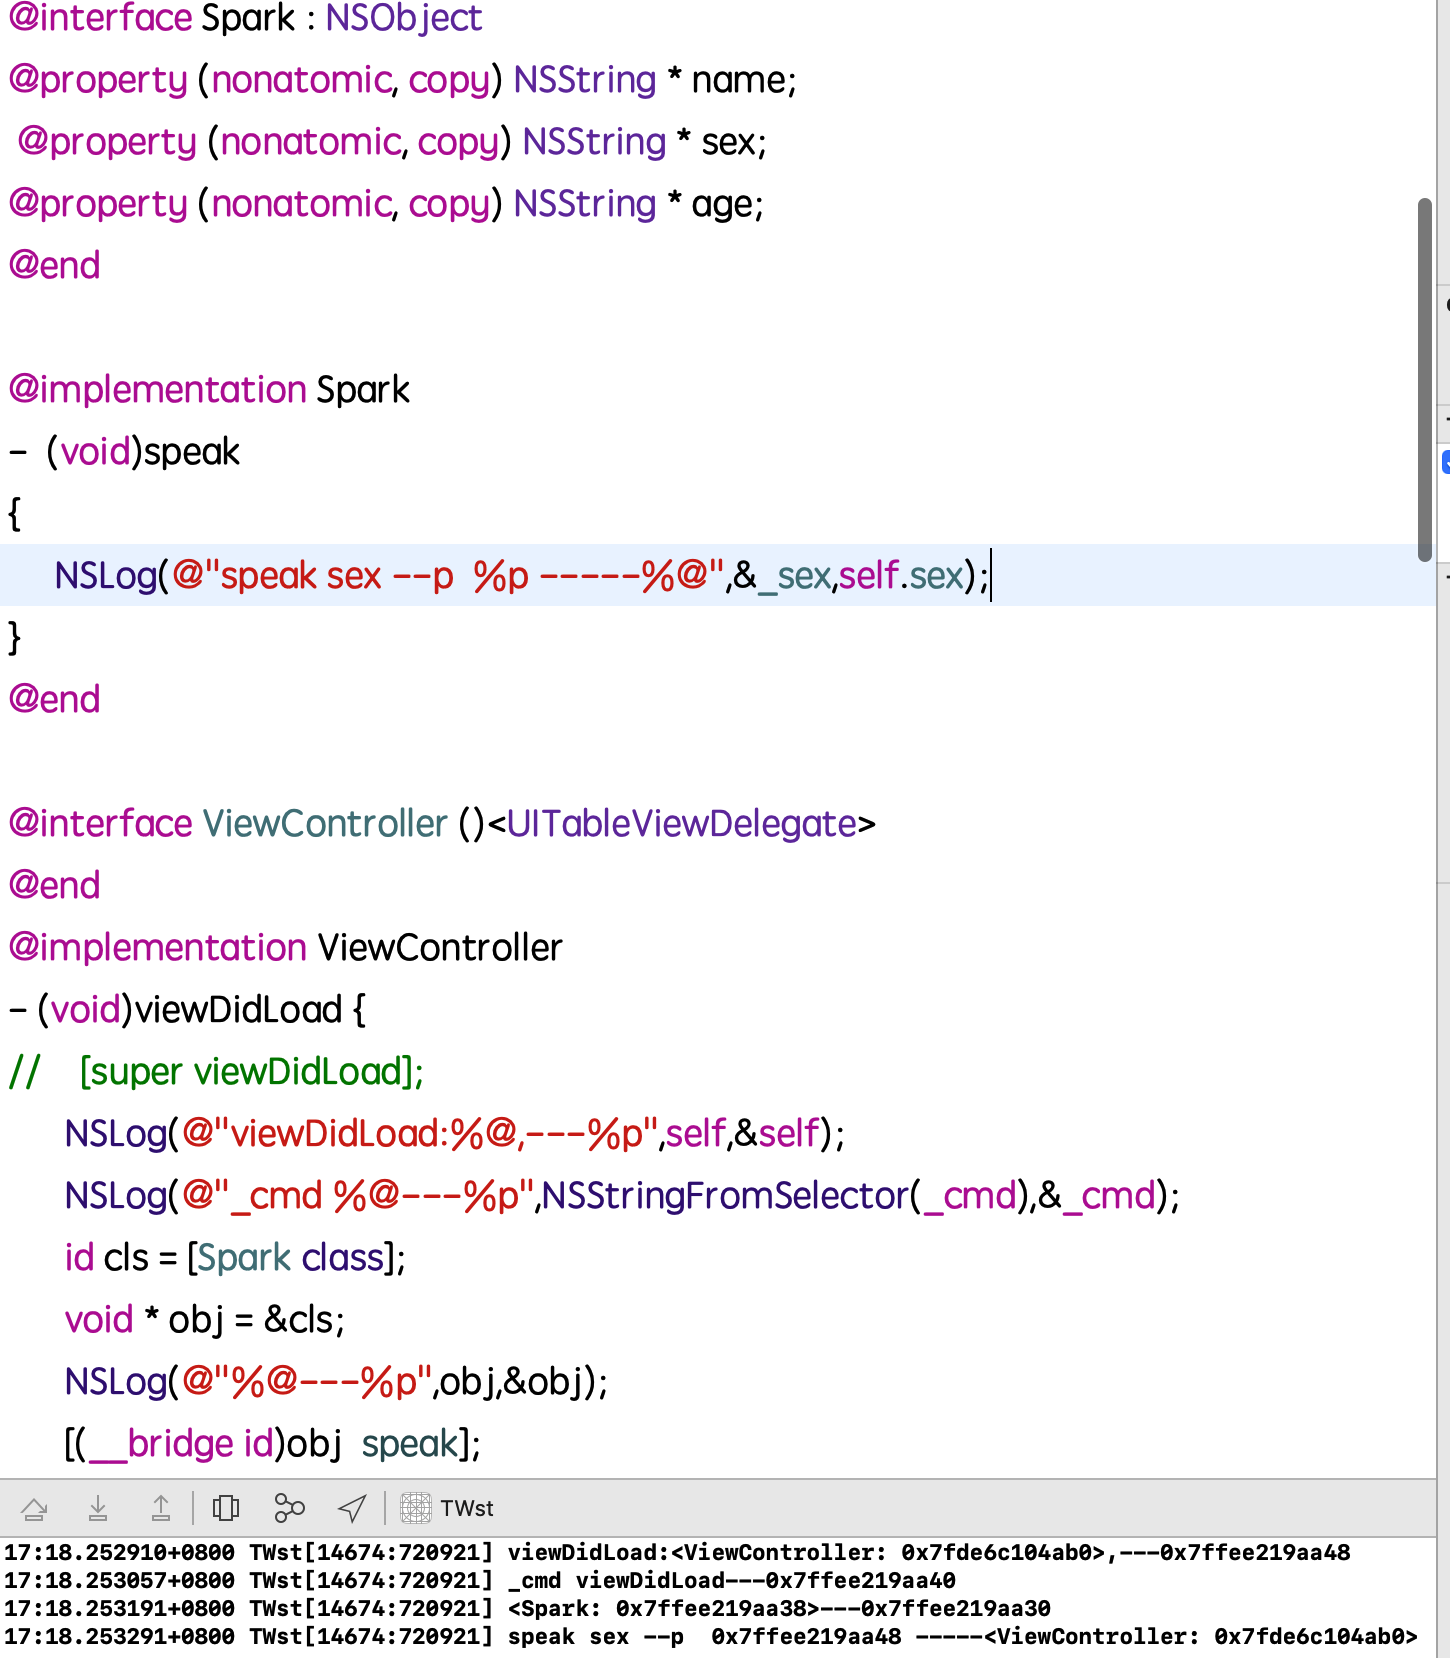 @interface Spark : NSObject
@property (nonatomic, copy) NSString * name;
@property (nonatomic, copy) NSString * sex;
@property (nonatomic, copy) NSString * age;
@end
@implementation Spark
- (void)speak
{
NSLog(@"speak sex --p  %p -----%@",&_sex,self.sex);
}
@end
@interface ViewController ()<UITableViewDelegate>
@end
@implementation ViewController
- (void)viewDidLoad {
//    [super viewDidLoad];
NSLog(@"viewDidLoad:%@,---%p",self,&self);
NSLog(@"_cmd %@---%p",NSStringFromSelector(_cmd),&_cmd);
id cls = [Spark class];
void * obj = &cls;
NSLog(@"%@---%p",obj,&obj);
[(__bridge id)obj  speak];
TWst
17:18.252910+0800 TWst[14674:720921] viewDidLoad:<ViewController: 0x7fde6c104ab0>,---0x7ffee219aa48
17:18.253057+0800 TWst[14674:720921] _cmd viewDidLoad---0x7ffee219aa40
17:18.253191+0800 TWst[14674:720921] <Spark: 0x7ffee219aa38>---0x7ffee219aa30
17:18.253291+0800 TWst[14674:720921] speak sex --p  0x7ffee219aa48 -----<ViewController: 0x7fde6c104ab0>